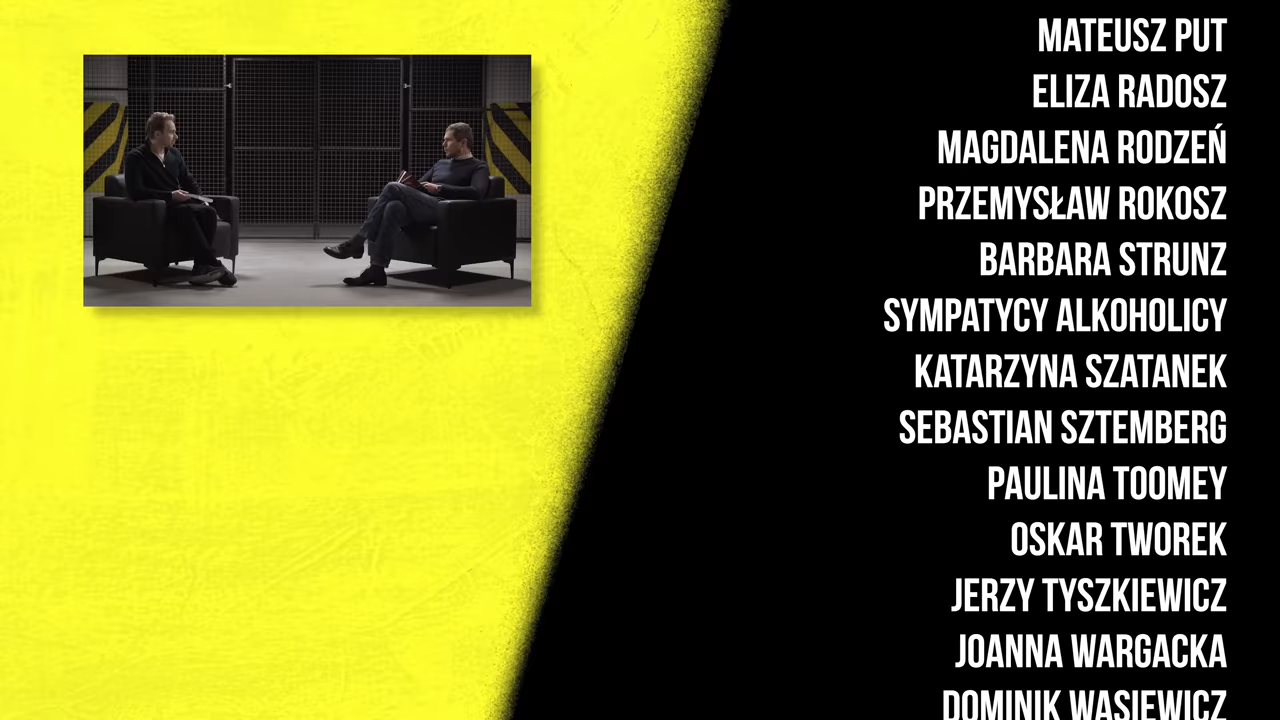 MATEUSZ PUT
ELIZA RADOSZ
MAGDALENA RODZEŃ
PRZEMYSŁAW ROKOSZ
BARBARA STRUNZ
SYMPATYCY ALKOHOLICY
KATARZYNA SZATANEK
SEBASTIAN SZTEMBERG
PAULINA TOOMEY
OSKAR TWOREK
JERZY TYSZKIEWICZ
JOANNA WARGACKA
DOMINIK WASIEWICZ